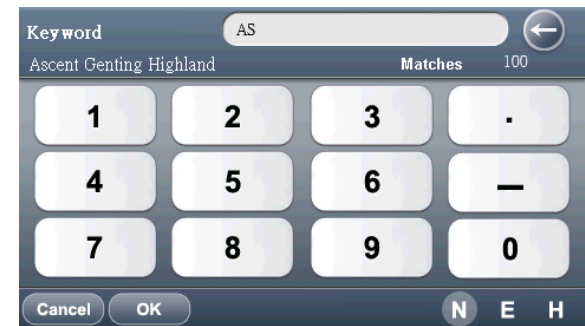 Keyword AS
Ascent Genting Highland Matches 100
1 2 3 .
4 5 6 —
7 8 9 0
Cancel OK N E H